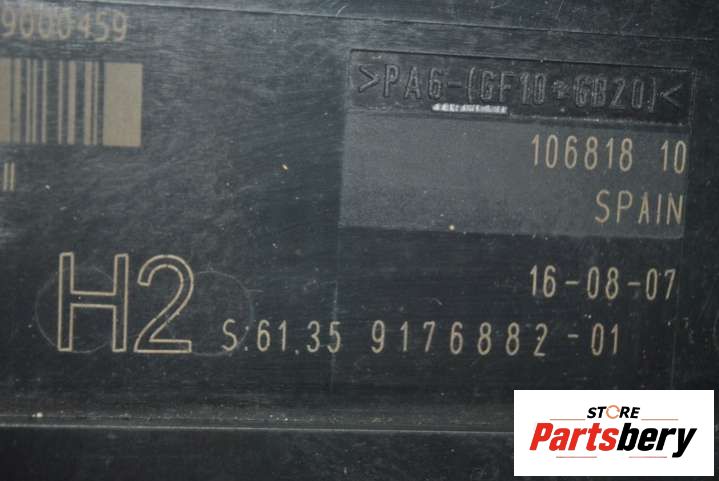 9000459
>PA6-(GF10+GB20)<
106818 10
SPAIN
16-08-07
H2
S:61.35 9176882-01
STORE
Partsbery